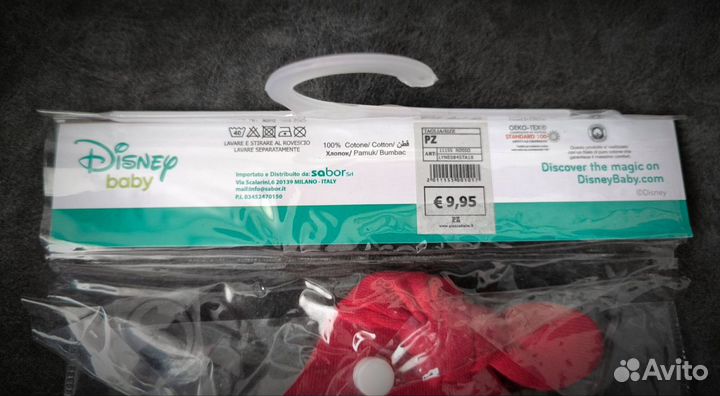 Disney
baby
40
LAVARE E STIRARE AL ROVESCIO
LAVARE SEPARATAMENTE
100% Cotone/ Cotton/ قطن
Хлопок/ Pamuk/ Bumbac
Importato e Distribuito da: sabor srl
Via Scalarini,6 20139 MILANO - ITALY
mail:info@sabor.it
P.I. 03452470150
TAGLIA/SIZE
PZ
ART.
€ 9,95
PZ
OEKO-TEX®
STANDARD 100
Discover the magic on
DisneyBaby.com
©Disney
Avito